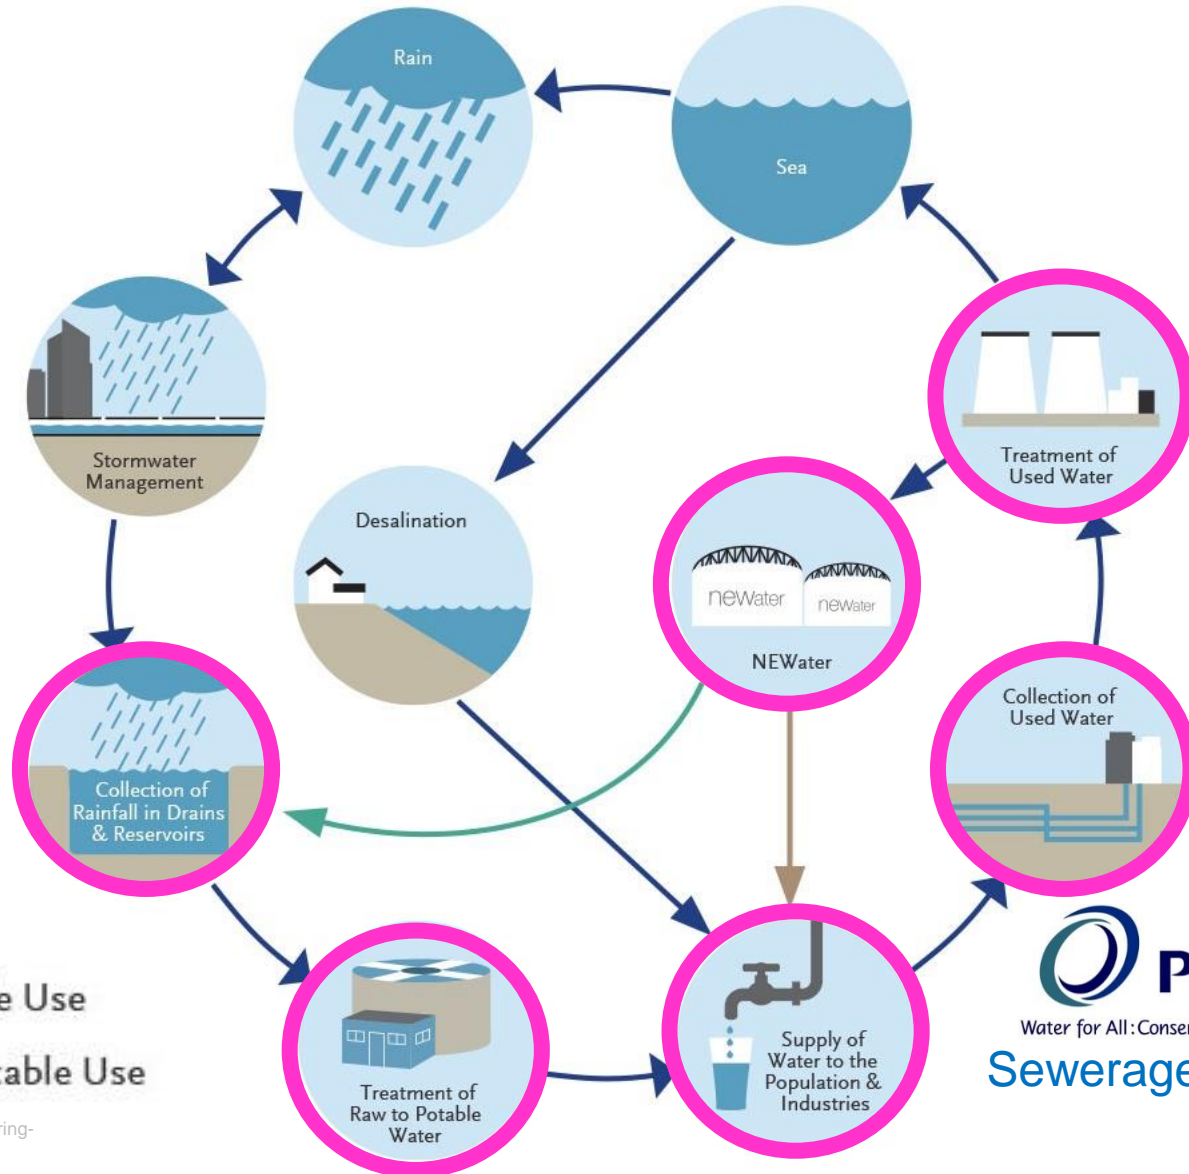 Rain
Sea
Stormwater
Management
Desalination
Treatment of
Used Water
neWater
neWater
NEWater
Collection of
Used Water
Collection of
Rainfall in Drains
& Reservoirs
Treatment of
Raw to Potable
Water
Supply of
Water to the
Population &
Industries
e Use
table Use
ring-
P
Water for All: Conser
Sewerage